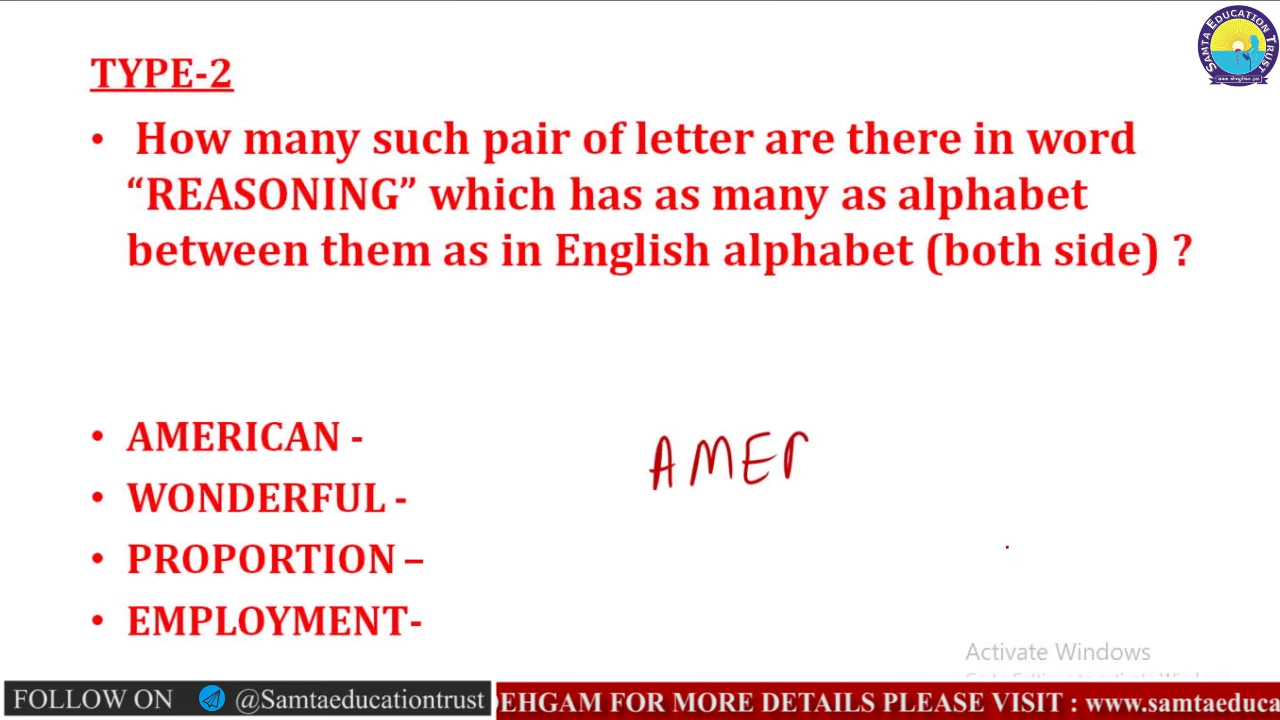 TYPE-2
• How many such pair of letter are there in word
“REASONING” which has as many as alphabet
between them as in English alphabet (both side) ?
• AMERICAN -
AMER
• WONDERFUL -
• PROPORTION –
• EMPLOYMENT-
SAMTA EDUCATION TRUST
Activate Windows
FOLLOW ON @Samtaeducationtrust
EHGAM FOR MORE DETAILS PLEASE VISIT : www.samtaeduca